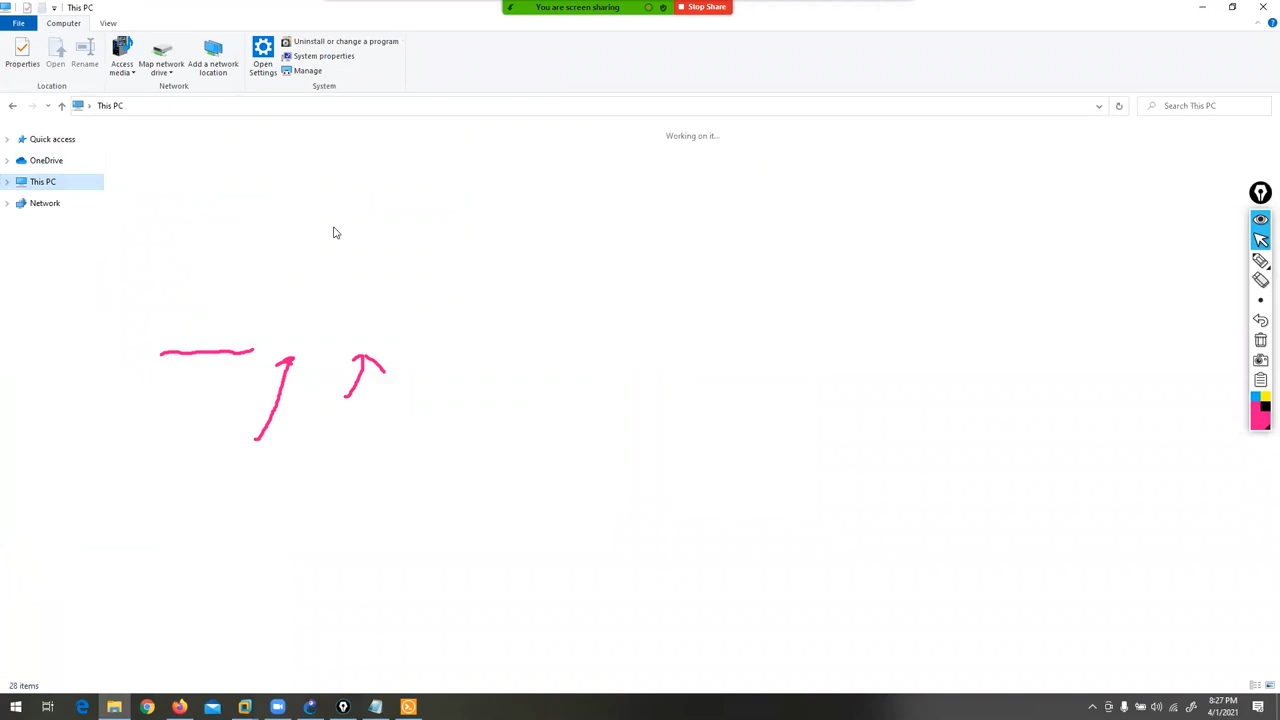 This PC
You are screen sharing
Stop Share
File
Computer
View
Properties
Open
Rename
Access media
Map network drive
Add a network location
Open Settings
Uninstall or change a program
System properties
Manage
Location
Network
System
This PC
Search This PC
Working on it...
Quick access
OneDrive
This PC
Network
28 items
8:27 PM
4/1/2021